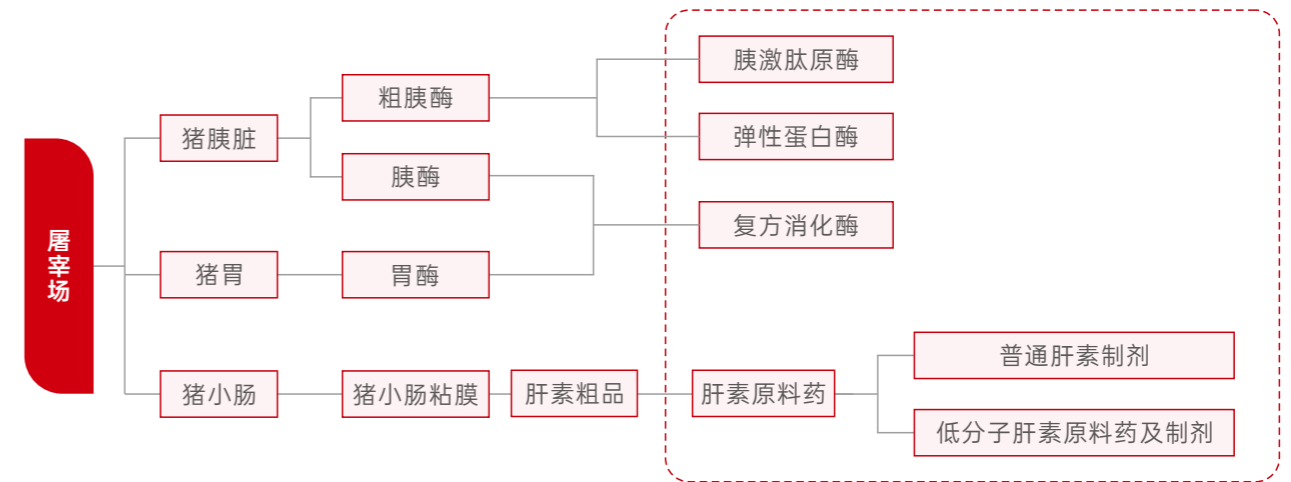 屠宰场
猪胰脏
粗胰酶
胰激肽原酶
弹性蛋白酶
胰酶
复方消化酶
猪胃
胃酶
猪小肠
猪小肠粘膜
肝素粗品
肝素原料药
普通肝素制剂
低分子肝素原料药及制剂